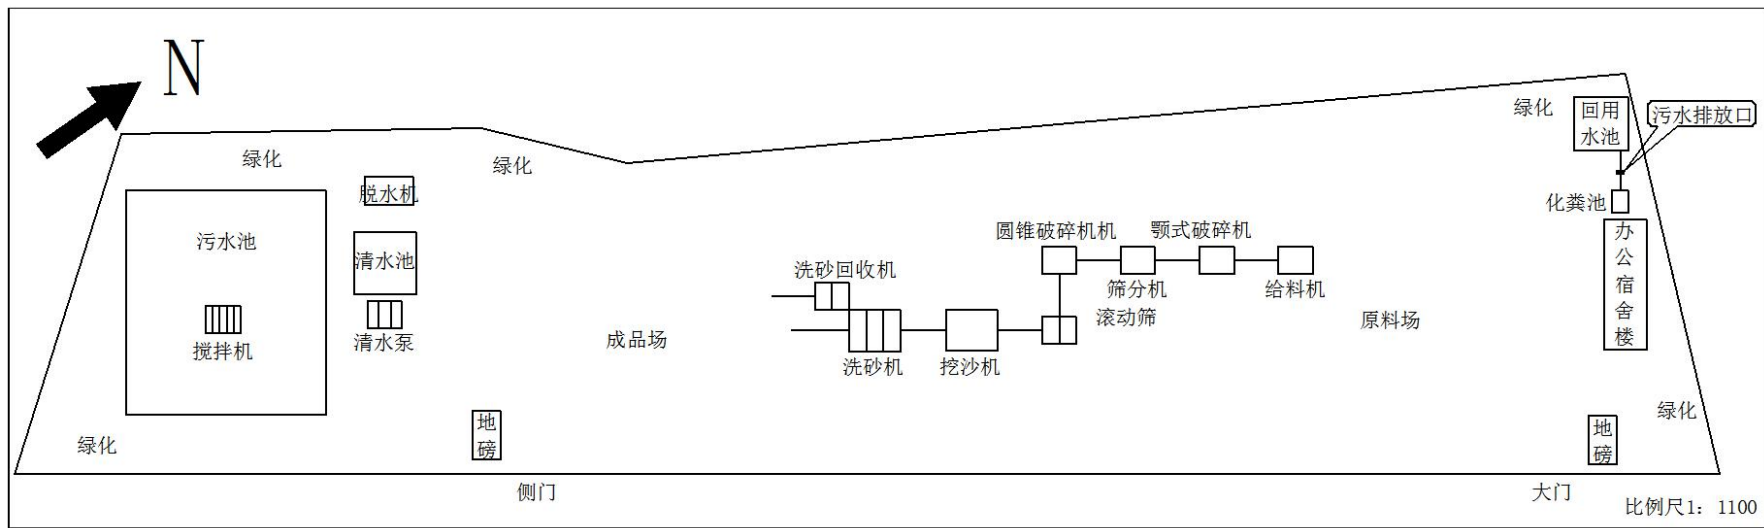 N
绿化
绿化
绿化
回用
水池
污水排放口
脱水机
化粪池
污水池
清水池
圆锥破碎机机
颚式破碎机
办
公
宿
舍
楼
洗砂回收机
筛分机
给料机
滚动筛
原料场
搅拌机
清水泵
成品场
洗砂机
挖沙机
绿化
地
磅
绿化
地
磅
侧门
大门
比例尺1：1100